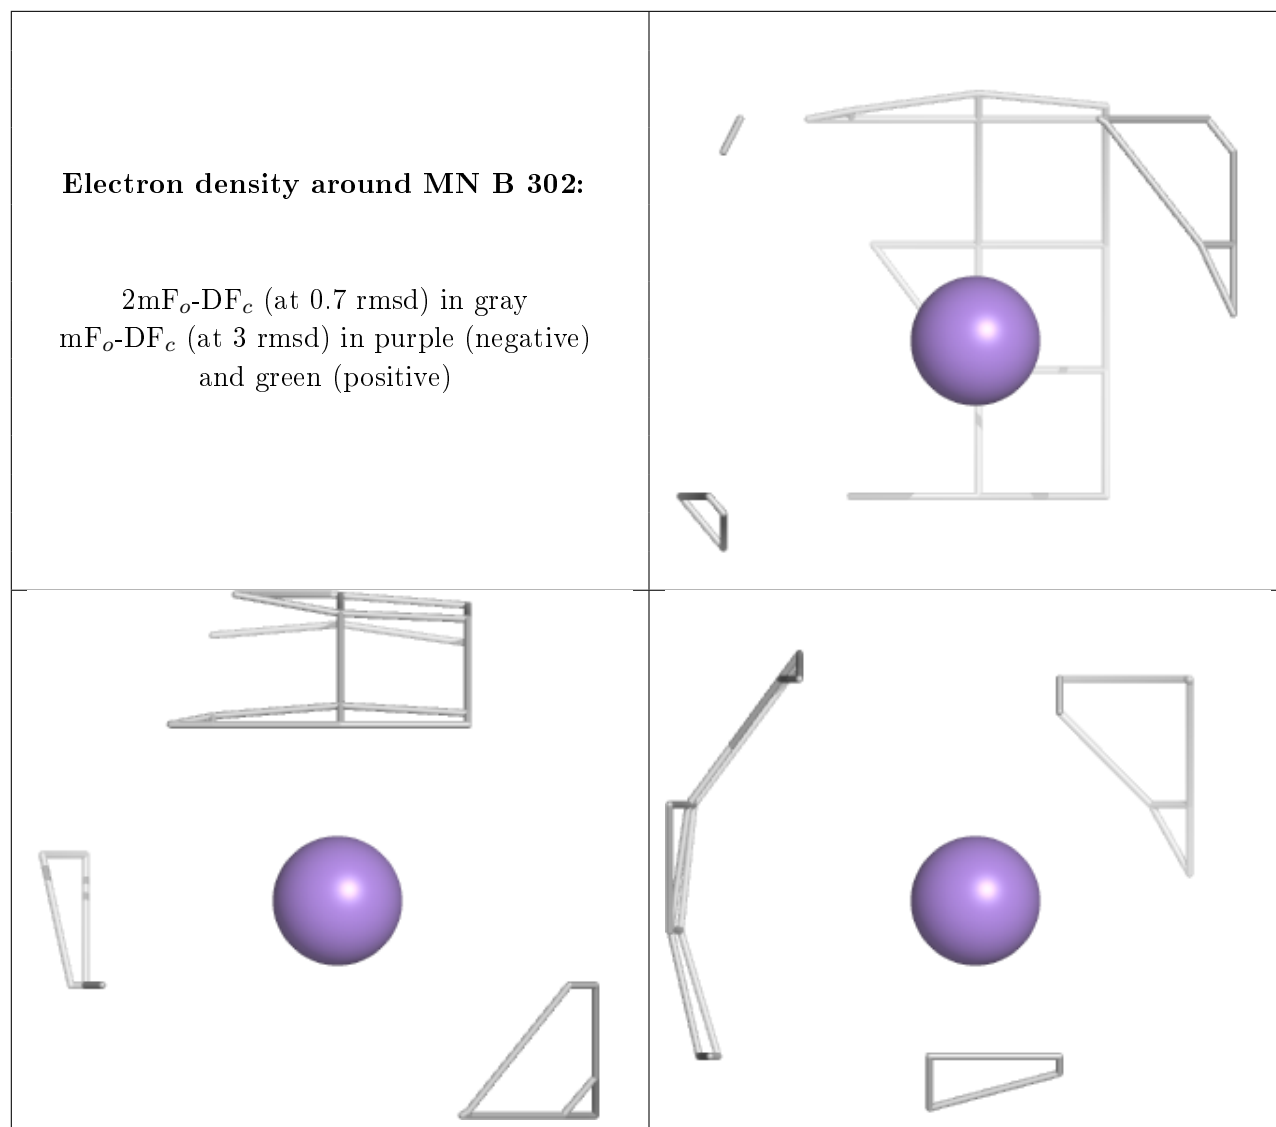 Electron density around MN B 302:
2mFo-DFc (at 0.7 rmsd) in gray
mFo-DFc (at 3 rmsd) in purple (negative)
and green (positive)